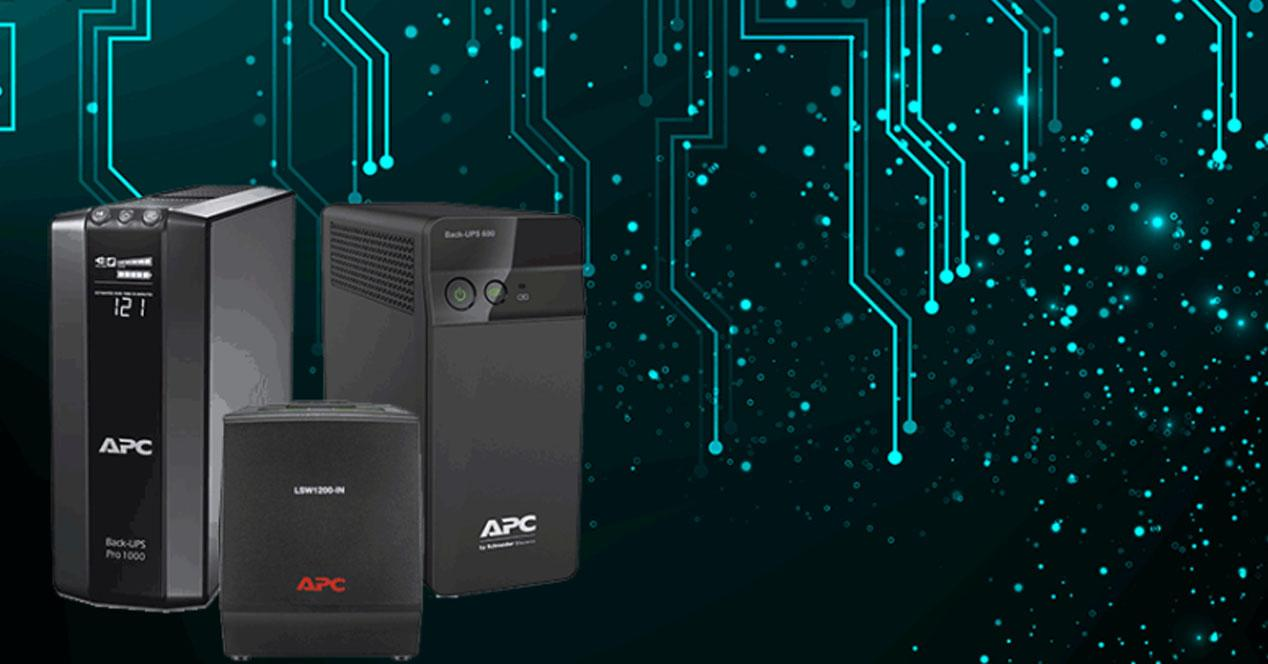 121
APC
Back-UPS
Pro 1000
LSW1200-IN
APC
Back-UPS 600
APC
by Schneider Electric